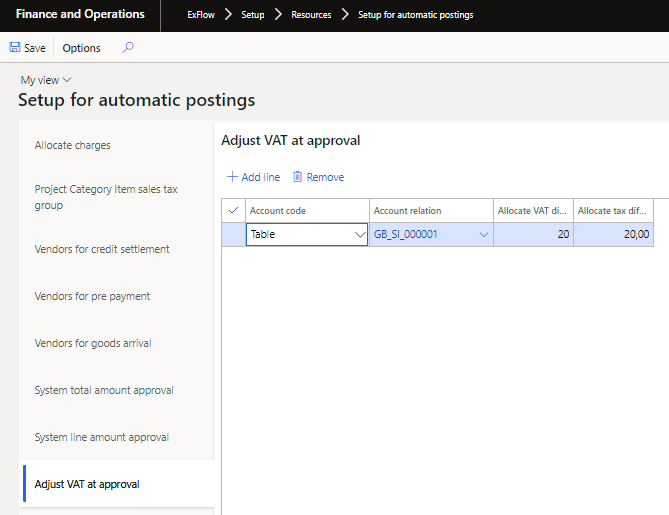 Finance and Operations
ExFlow > Setup > Resources > Setup for automatic postings
Save Options
My view
Setup for automatic postings
Allocate charges
Project Category Item sales tax
group
Vendors for credit settlement
Vendors for pre payment
Vendors for goods arrival
System total amount approval
System line amount approval
Adjust VAT at approval
Adjust VAT at approval
Add line Remove
Account code Account relation Allocate VAT di... Allocate tax dif...
Table GB_SI_000001 20 20,00